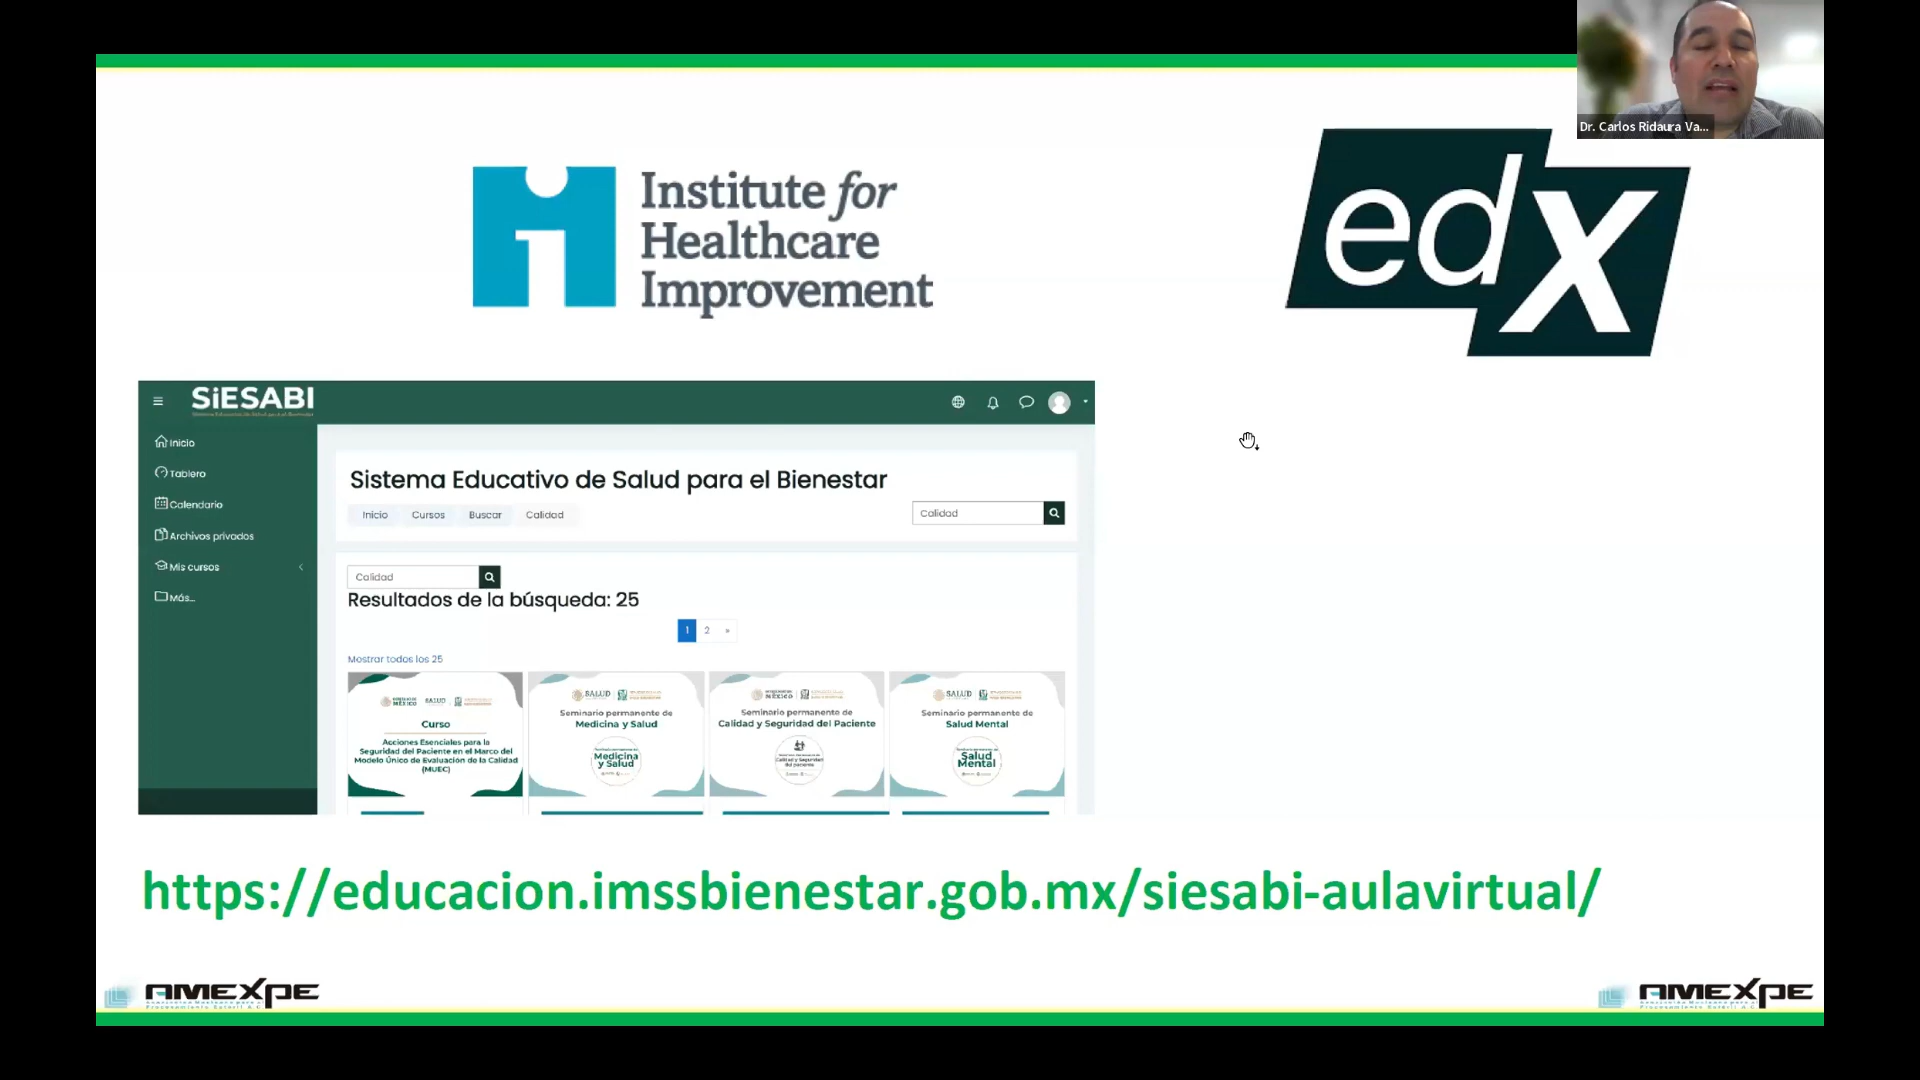 Dr. Carlos Ridaura Va...
Institute for
Healthcare
Improvement
edX
SiESABI
Inicio
Tablero
Calendario
Archivos privados
Mis cursos
Más...
Sistema Educativo de Salud para el Bienestar
Inicio Cursos Buscar Calidad
Calidad
Calidad
Resultados de la búsqueda: 25
1 2 »
Mostrar todos los 25
Curso
Acciones Esenciales para la
Seguridad del Paciente en el Marco del
Modelo Único de Evaluación de la Calidad
(MUEC)
SALUD
Seminario permanente de
Medicina y Salud
Medicina
y Salud
Seminario permanente de
Calidad y Seguridad del Paciente
SALUD
Seminario permanente de
Salud Mental
Salud
Mental
https://educacion.imssbienestar.gob.mx/siesabi-aulavirtual/
AMEXPE
AMEXPE